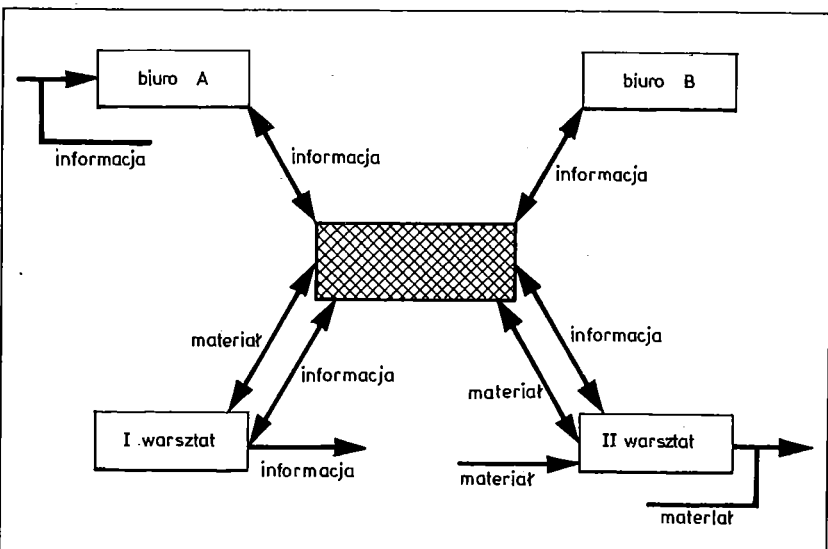 biuro A
biuro B
informacja
informacja
informacja
materiał
informacja
informacja
materiał
I .warsztat
II warsztat
informacja
materiał
materiał